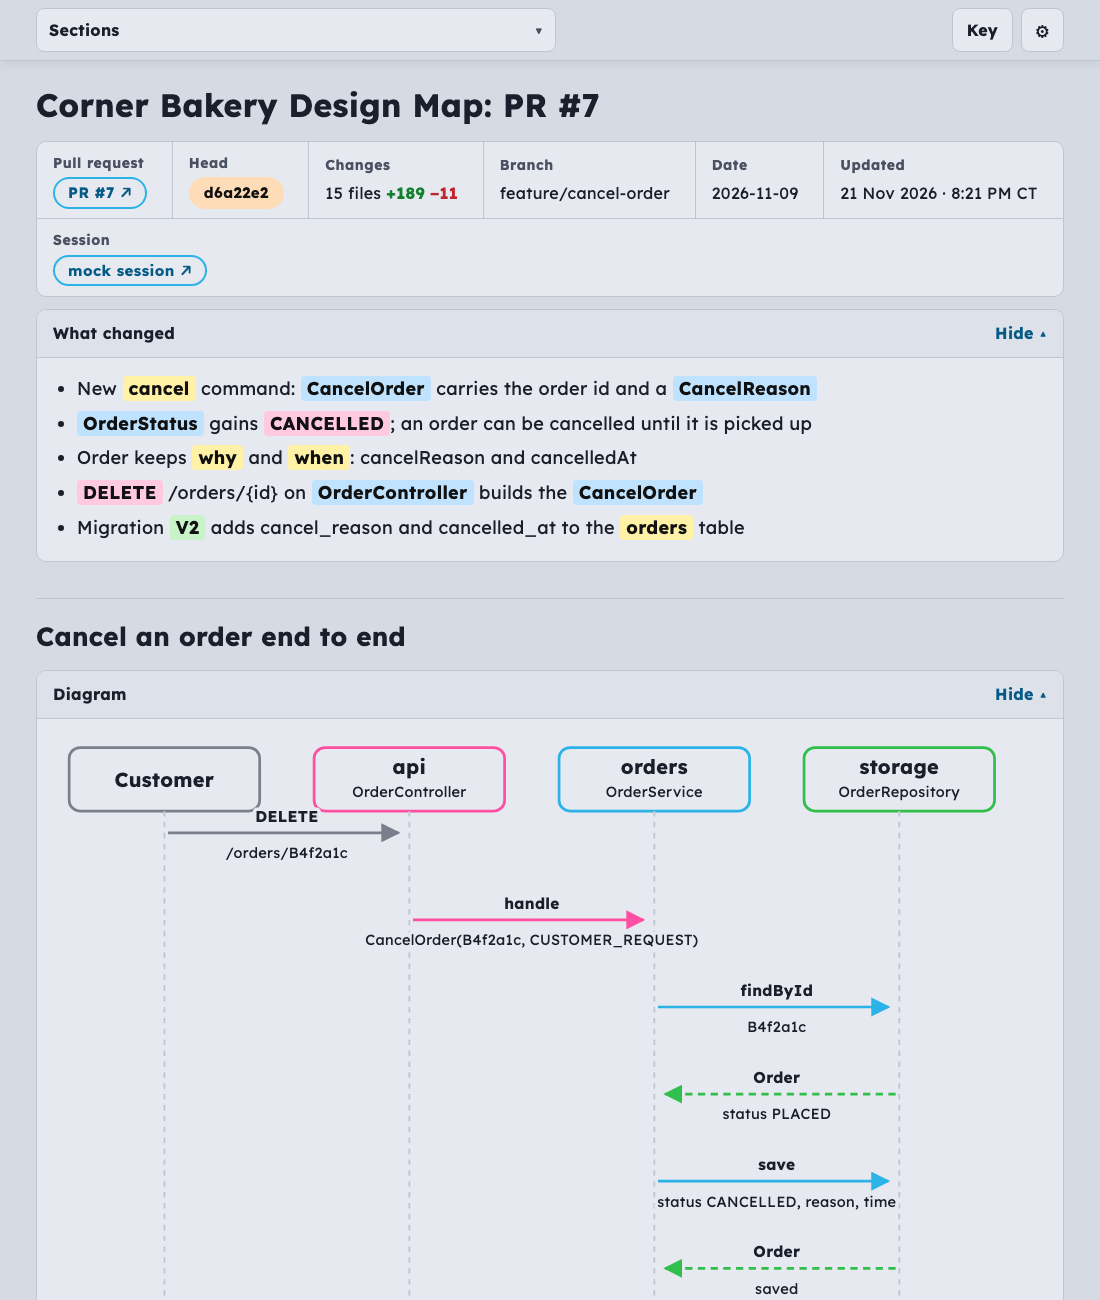 Sections ▾
Key ⚙
Corner Bakery Design Map: PR #7
Pull request
PR #7 ↗
Head
d6a22e2
Changes
15 files +189 −11
Branch
feature/cancel-order
Date
2026-11-09
Updated
21 Nov 2026 · 8:21 PM CT
Session
mock session ↗
What changed
Hide ▴
• New cancel command: CancelOrder carries the order id and a CancelReason
• OrderStatus gains CANCELLED; an order can be cancelled until it is picked up
• Order keeps why and when: cancelReason and cancelledAt
• DELETE /orders/{id} on OrderController builds the CancelOrder
• Migration V2 adds cancel_reason and cancelled_at to the orders table
Cancel an order end to end
Diagram
Hide ▴
Customer
api
OrderController
orders
OrderService
storage
OrderRepository
DELETE
/orders/B4f2a1c
handle
CancelOrder(B4f2a1c, CUSTOMER_REQUEST)
findById
B4f2a1c
Order
status PLACED
save
status CANCELLED, reason, time
Order
saved